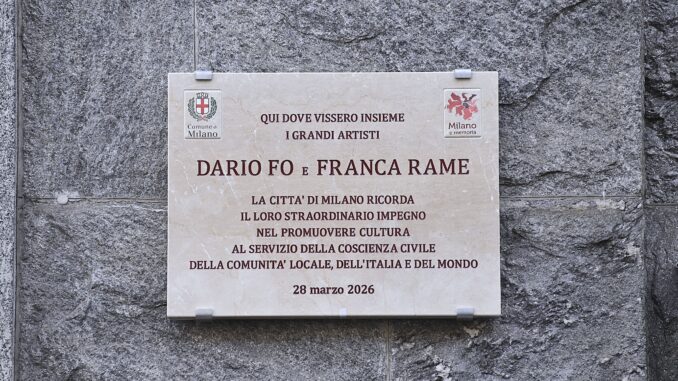 Comune di
Milano
Milano
è memoria
QUI DOVE VISSERO INSIEME
I GRANDI ARTISTI
DARIO FO E FRANCA RAME
LA CITTA' DI MILANO RICORDA
IL LORO STRAORDINARIO IMPEGNO
NEL PROMUOVERE CULTURA
AL SERVIZIO DELLA COSCIENZA CIVILE
DELLA COMUNITA' LOCALE, DELL'ITALIA E DEL MONDO
28 marzo 2026